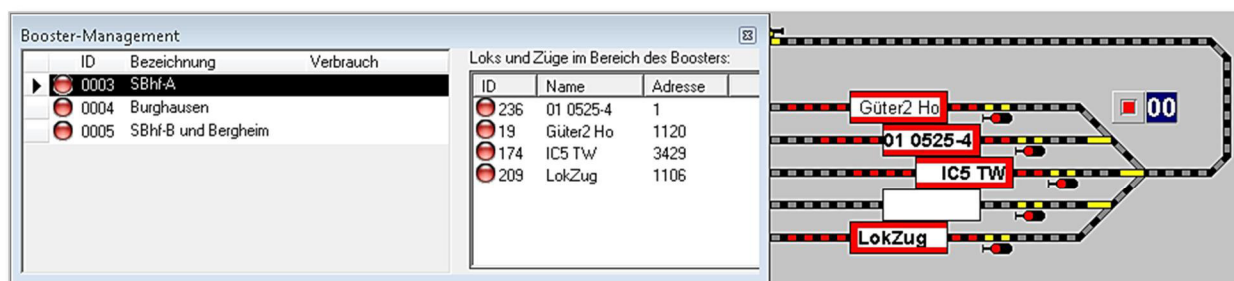 Booster-Management
ID Bezeichnung Verbrauch
0003 SBhf-A
0004 Burghausen
0005 SBhf-B und Bergheim
Loks und Züge im Bereich des Boosters:
ID Name Adresse
236 01 0525-4 1
19 Güter2 Ho 1120
174 IC5 TW 3429
209 LokZug 1106
Güter2 Ho
00
01 0525-4
IC5 TW
LokZug